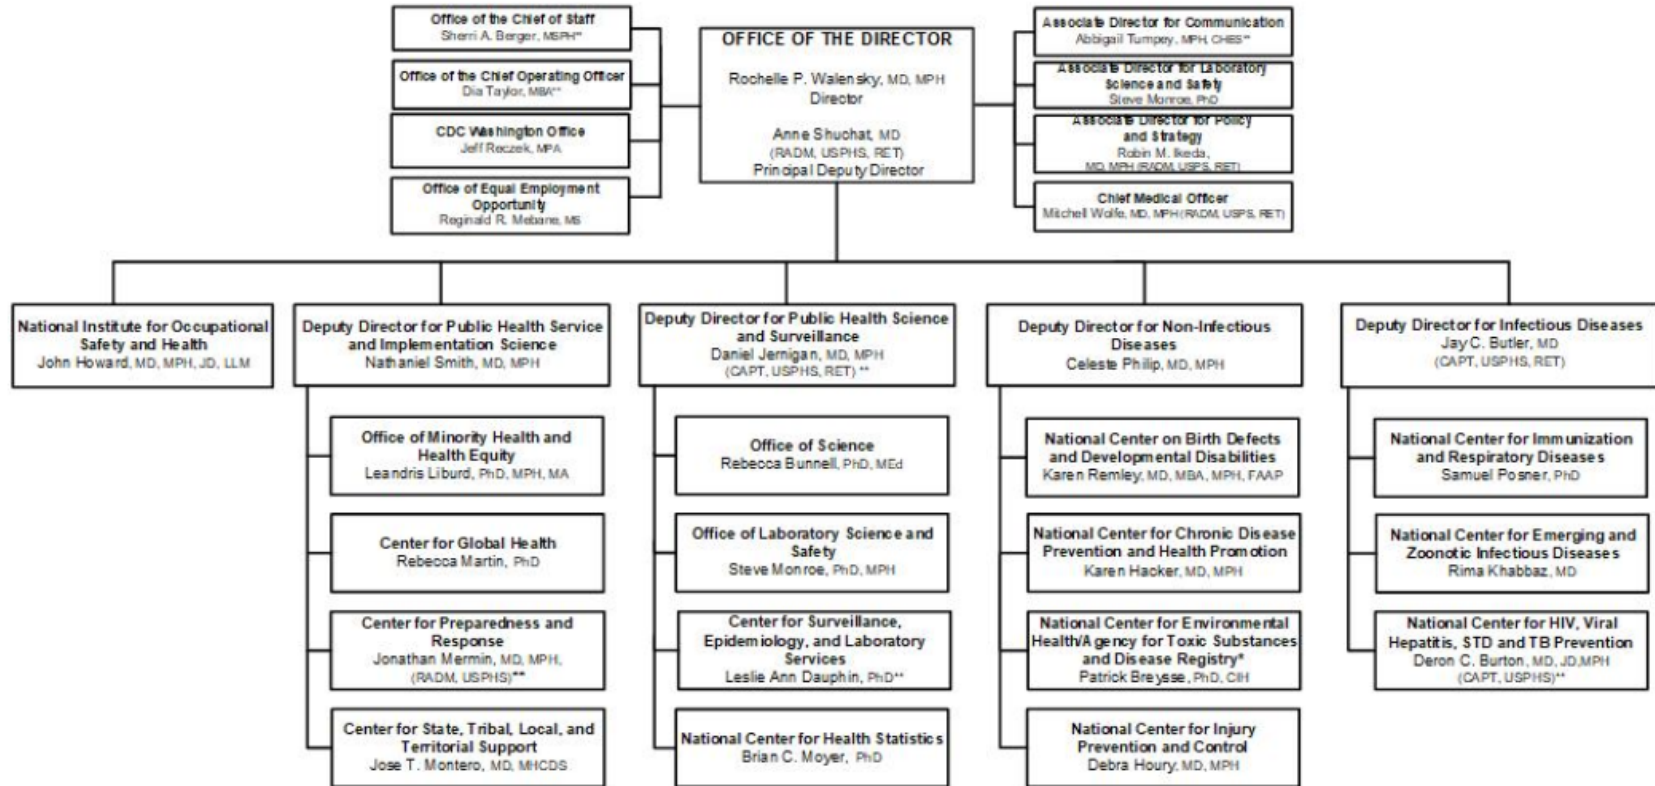 Office of the Chief of Staff
Sherri A. Berger, MSPH**
Office of the Chief Operating Officer
Dia Taylor, MBA**
CDC Washington Office
Jeff Reczek, MPA
Office of Equal Employment
Opportunity
Reginald R. Mebane, MS
OFFICE OF THE DIRECTOR
Rochelle P. Walensky, MD, MPH
Director
Anne Shuchat, MD
(RADM, USPHS, RET)
Principal Deputy Director
Associate Director for Communication
Abbigail Tumpey, MPH, CHES**
Associate Director for Laboratory
Science and Safety
Steve Monroe, PhD
Associate Director for Policy
and Strategy
Robin M. Ikeda,
MD, MPH (RADM, USPS, RET)
Chief Medical Officer
Mitchell Wolfe, MD, MPH (RADM, USPS, RET)
National Institute for Occupational
Safety and Health
John Howard, MD, MPH, JD, LLM
Deputy Director for Public Health Service
and Implementation Science
Nathaniel Smith, MD, MPH
Office of Minority Health and
Health Equity
Leandris Liburd, PhD, MPH, MA
Center for Global Health
Rebecca Martin, PhD
Center for Preparedness and
Response
Jonathan Mermin, MD, MPH,
(RADM, USPHS)**
Center for State, Tribal, Local, and
Territorial Support
Jose T. Montero, MD, MHCDS
Deputy Director for Public Health Science
and Surveillance
Daniel Jernigan, MD, MPH
(CAPT, USPHS, RET) **
Office of Science
Rebecca Bunnell, PhD, MEd
Office of Laboratory Science and
Safety
Steve Monroe, PhD, MPH
Center for Surveillance,
Epidemiology, and Laboratory
Services
Leslie Ann Dauphin, PhD**
National Center for Health Statistics
Brian C. Moyer, PhD
Deputy Director for Non-Infectious
Diseases
Celeste Philip, MD, MPH
National Center on Birth Defects
and Developmental Disabilities
Karen Remley, MD, MBA, MPH, FAAP
National Center for Chronic Disease
Prevention and Health Promotion
Karen Hacker, MD, MPH
National Center for Environmental
Health/Agency for Toxic Substances
and Disease Registry*
Patrick Breysse, PhD, CIH
National Center for Injury
Prevention and Control
Debra Houry, MD, MPH
Deputy Director for Infectious Diseases
Jay C. Butler, MD
(CAPT, USPHS, RET)
National Center for Immunization
and Respiratory Diseases
Samuel Posner, PhD
National Center for Emerging and
Zoonotic Infectious Diseases
Rima Khabbaz, MD
National Center for HIV, Viral
Hepatitis, STD and TB Prevention
Deron C. Burton, MD, JD,MPH
(CAPT, USPHS)**